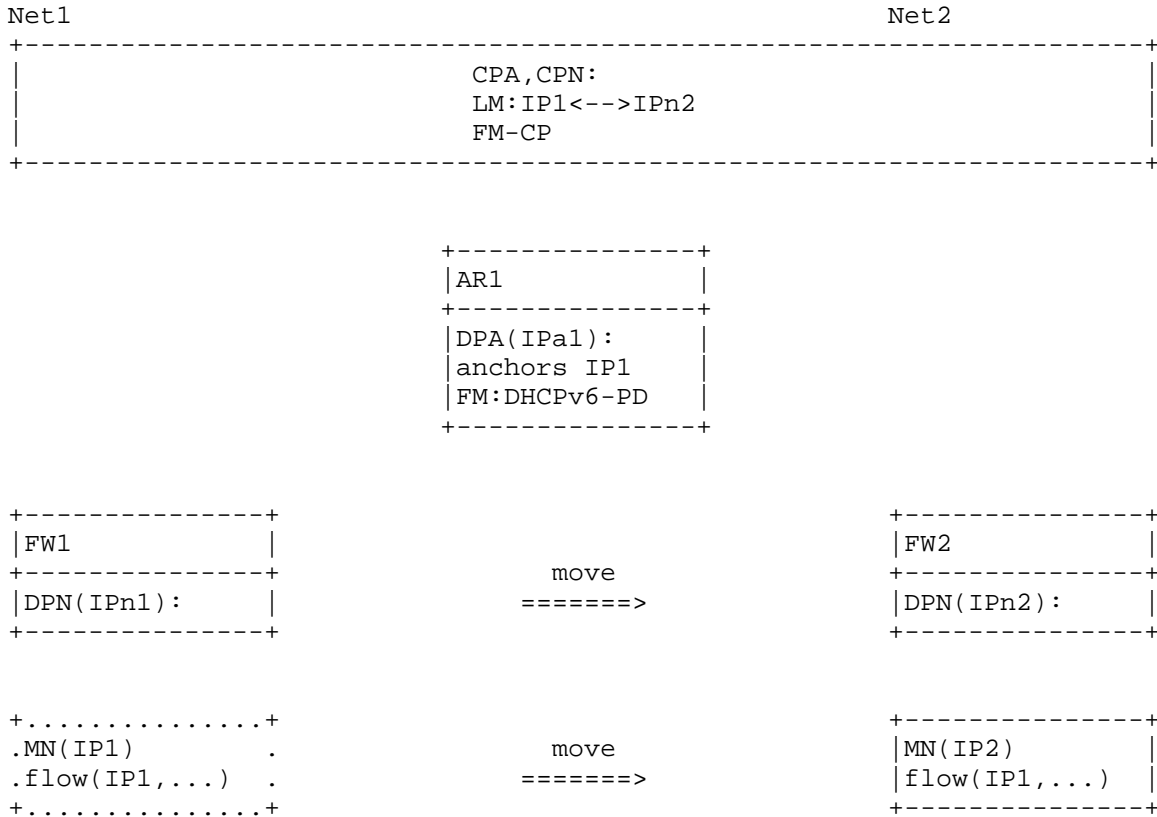 Net1                                                      Net2
+-----------------------------------------------------------------------+
|                            CPA,CPN:                                   |
|                            LM:IP1<-->IPn2                             |
|                            FM-CP                                      |
+-----------------------------------------------------------------------+

                           +---------------+
                           |AR1            |
                           +---------------+
                           |DPA(IPa1):     |
                           |anchors IP1    |
                           |FM:DHCPv6-PD   |
                           +---------------+

+---------------+                                       +---------------+
|FW1            |                                       |FW2            |
+---------------+                 move                  +---------------+
|DPN(IPn1):     |               =======>                |DPN(IPn2):     |
+---------------+                                       +---------------+

+...............+                                       +---------------+
.MN(IP1)        .                 move                  |MN(IP2)        |
.flow(IP1,...)  .               =======>                |flow(IP1,...)  |
+...............+                                       +---------------+